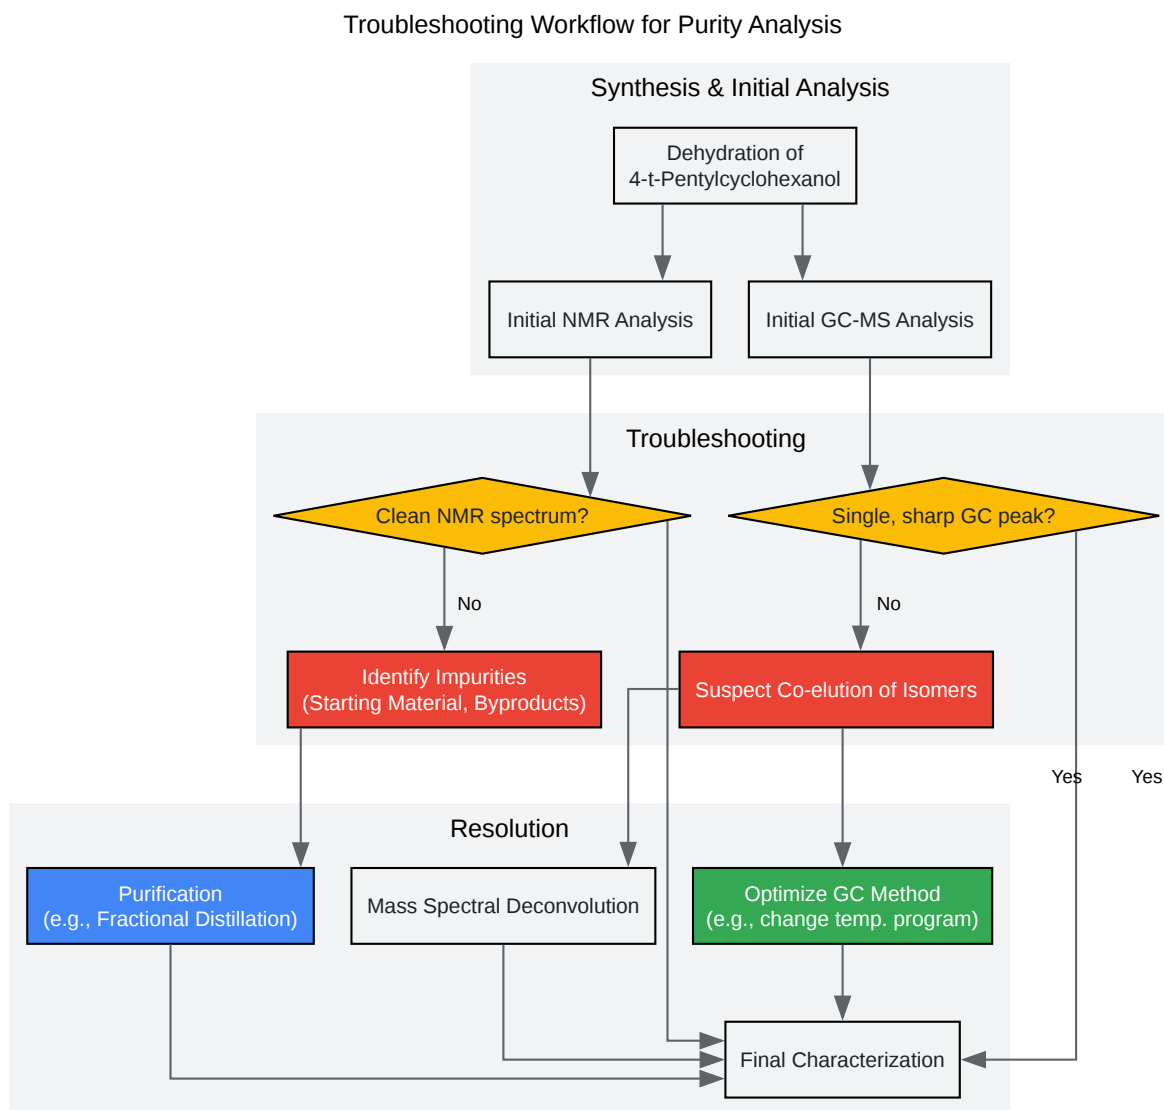 Troubleshooting Workflow for Purity Analysis
Synthesis & Initial Analysis
Dehydration of
4-t-Pentylcyclohexanol
Initial NMR Analysis
Initial GC-MS Analysis
Troubleshooting
Clean NMR spectrum?
Single, sharp GC peak?
No
No
Identify Impurities
(Starting Material, Byproducts)
Suspect Co-elution of Isomers
Yes
Yes
Resolution
Purification
(e.g., Fractional Distillation)
Mass Spectral Deconvolution
Optimize GC Method
(e.g., change temp. program)
Final Characterization